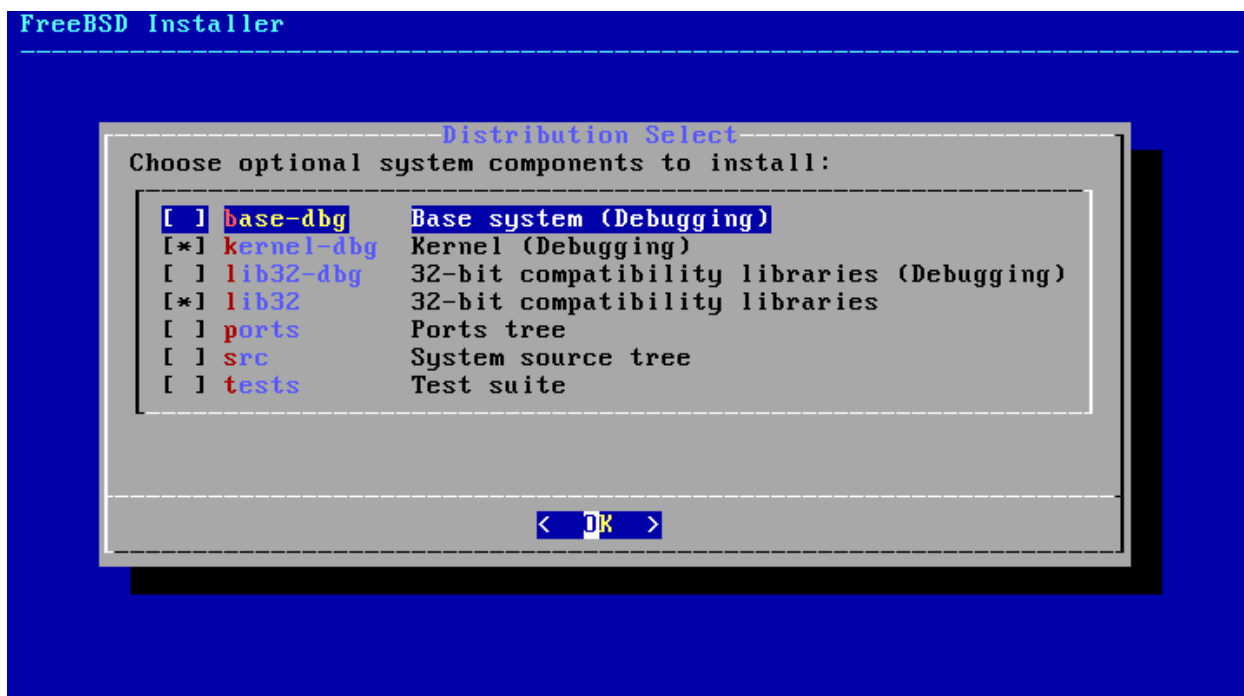 FreeBSD Installer
Distribution Select
Choose optional system components to install:
[ ] base-dbg Base system (Debugging)
[*] kernel-dbg Kernel (Debugging)
[ ] lib32-dbg 32-bit compatibility libraries (Debugging)
[*] lib32 32-bit compatibility libraries
[ ] ports Ports tree
[ ] src System source tree
[ ] tests Test suite
< OK >